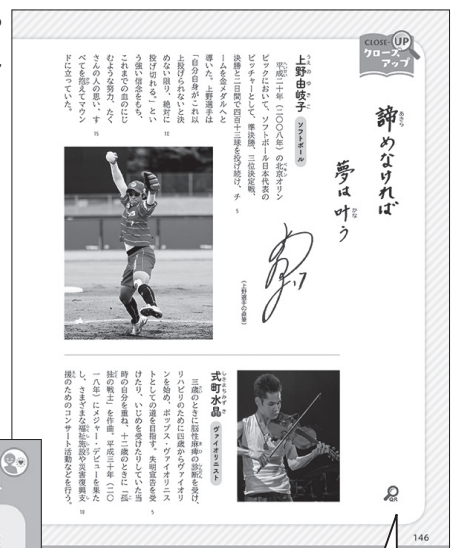 CLOSE-UP
クローズ
アップ
諦めなければ
夢は叶う
上野由岐子 ソフトボール
平成二十年（二〇〇八年）の北京オリン
ピックにおいて、ソフトボール日本代表の
ピッチャーとして、準決勝、三位決定戦、
決勝と二日間で四百十三球を投げ続け、チ
ームを金メダルへと
導いた。上野選手は
「自分自身がこれ以
上投げられないと決
めない限り、絶対に
投げ切れる。」とい
う強い信念をもち、
これまでの血のにじ
むような努力、たく
さんの人の思い、す
べてを抱えてマウン
ドに立っていた。
5
10
15
（上野選手の直筆）
式町水晶 ヴァイオリニスト
三歳のときに脳性麻痺の診断を受け、
リハビリのために四歳からヴァイオリ
ンを始め、ポップス・ヴァイオリニス
トとしての道を目指す。失明宣告を受
けたり、いじめを受けたりしていた当
時の自分を重ね、十二歳のときに「孤
独の戦士」を作曲。平成三十年（二〇
一八年）にメジャー・デビューを果た
し、さまざまな福祉施設や災害復興支
援のためのコンサート活動などを行う。
5
10
QR
146